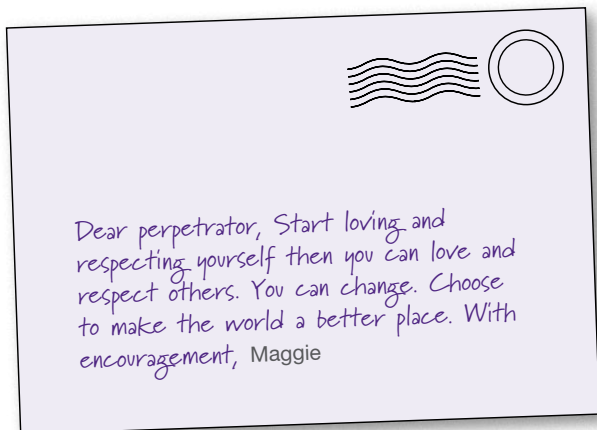 Dear perpetrator, Start loving and
respecting yourself then you can love and
respect others. You can change. Choose
to make the world a better place. With
encouragement, Maggie